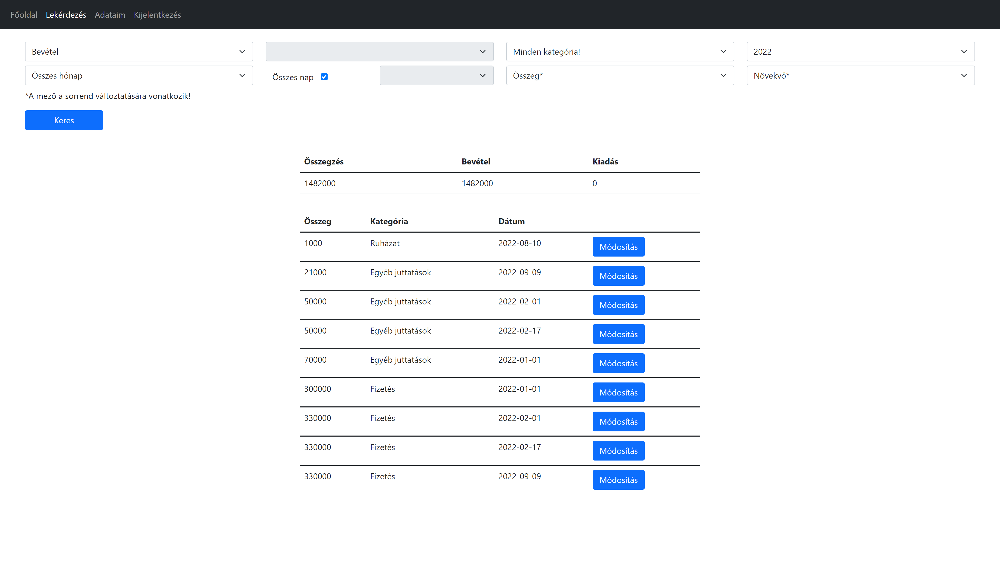 Főoldal Lekérdezés Adataim Kijelentkezés
Bevétel Minden kategória! 2022
Összes hónap Összes nap Összeg* Növekvő*
*A mező a sorrend változtatására vonatkozik!
Keres
Összegzés Bevétel Kiadás
1482000 1482000 0
Összeg Kategória Dátum
1000 Ruházat 2022-08-10 Módosítás
21000 Egyéb juttatások 2022-09-09 Módosítás
50000 Egyéb juttatások 2022-02-01 Módosítás
50000 Egyéb juttatások 2022-02-17 Módosítás
70000 Egyéb juttatások 2022-01-01 Módosítás
300000 Fizetés 2022-01-01 Módosítás
330000 Fizetés 2022-02-01 Módosítás
330000 Fizetés 2022-02-17 Módosítás
330000 Fizetés 2022-09-09 Módosítás